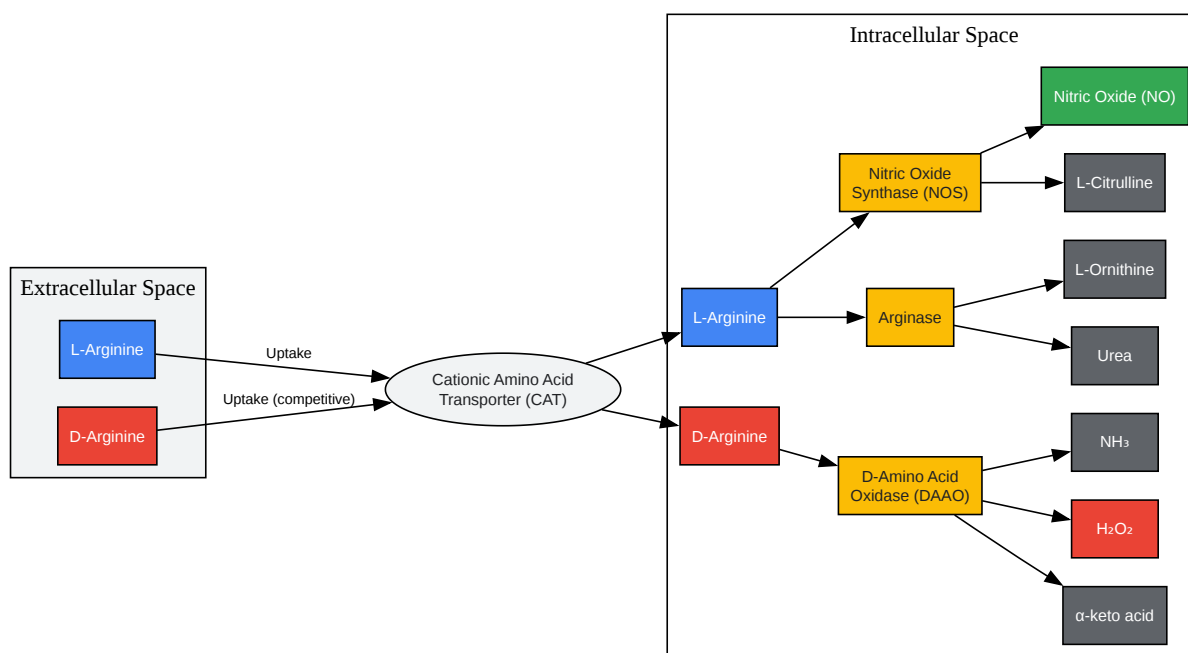 Extracellular Space
L-Arginine
D-Arginine
Uptake
Uptake (competitive)
Cationic Amino Acid
Transporter (CAT)
Intracellular Space
L-Arginine
D-Arginine
Nitric Oxide
Synthase (NOS)
Arginase
D-Amino Acid
Oxidase (DAAO)
Nitric Oxide (NO)
L-Citrulline
L-Ornithine
Urea
NH₃
H₂O₂
α-keto acid